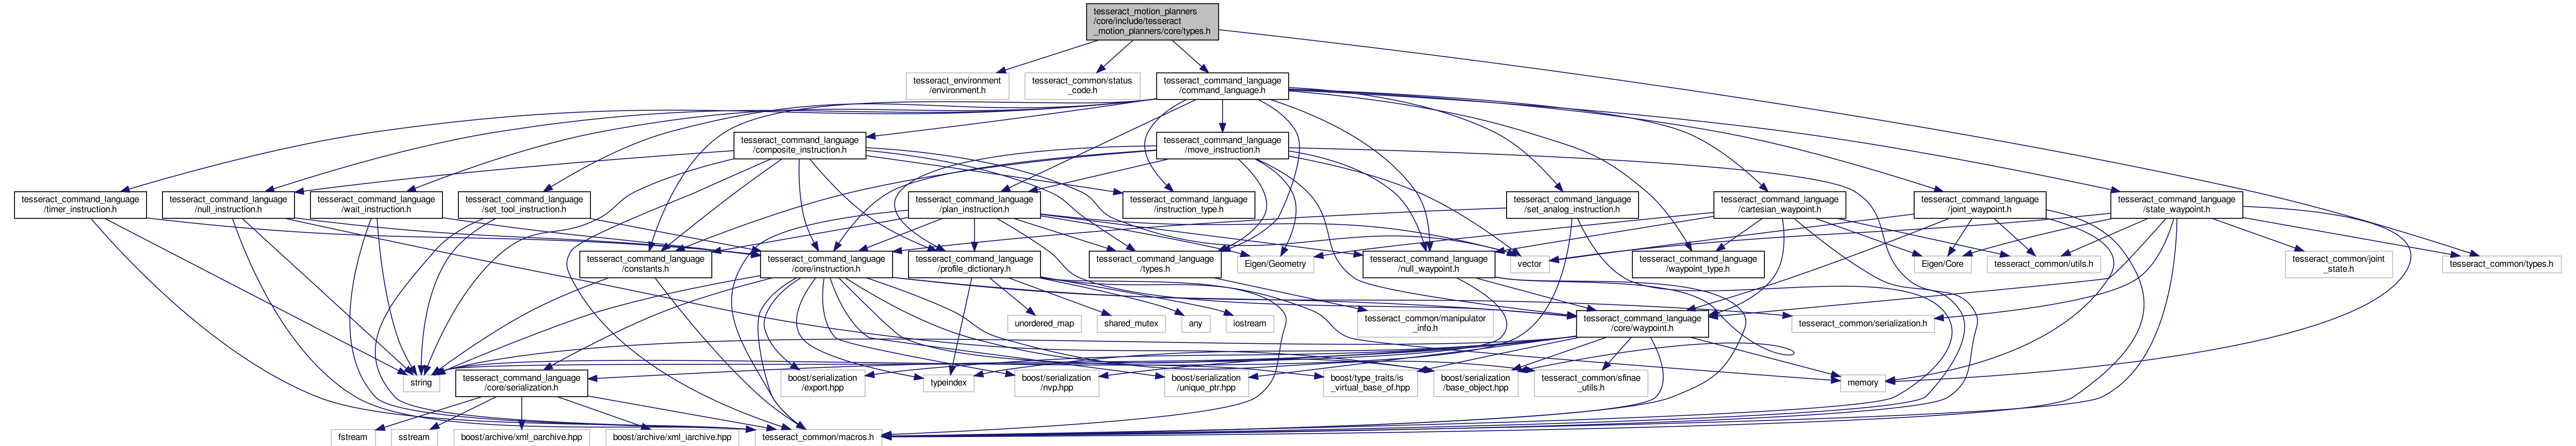 tesseract_motion_planners
/core/include/tesseract
_motion_planners/core/types.h
tesseract_environment
/environment.h
tesseract_common/status
_code.h
tesseract_command_language
/command_language.h
tesseract_command_language
/composite_instruction.h
tesseract_command_language
/move_instruction.h
tesseract_command_language
/timer_instruction.h
tesseract_command_language
/null_instruction.h
tesseract_command_language
/wait_instruction.h
tesseract_command_language
/set_tool_instruction.h
tesseract_command_language
/plan_instruction.h
tesseract_command_language
/instruction_type.h
tesseract_command_language
/set_analog_instruction.h
tesseract_command_language
/cartesian_waypoint.h
tesseract_command_language
/joint_waypoint.h
tesseract_command_language
/state_waypoint.h
tesseract_command_language
/constants.h
tesseract_command_language
/core/instruction.h
tesseract_command_language
/profile_dictionary.h
tesseract_command_language
/types.h
Eigen/Geometry
tesseract_command_language
/null_waypoint.h
vector
tesseract_command_language
/waypoint_type.h
Eigen/Core
tesseract_common/utils.h
tesseract_common/joint
_state.h
tesseract_common/types.h
unordered_map
shared_mutex
any
iostream
tesseract_common/manipulator
_info.h
tesseract_command_language
/core/waypoint.h
tesseract_common/serialization.h
string
tesseract_command_language
/core/serialization.h
boost/serialization
/export.hpp
typeindex
boost/serialization
/nvp.hpp
boost/serialization
/unique_ptr.hpp
boost/type_traits/is
_virtual_base_of.hpp
boost/serialization
/base_object.hpp
tesseract_common/sfinae
_utils.h
memory
fstream
sstream
boost/archive/xml_oarchive.hpp
boost/archive/xml_iarchive.hpp
tesseract_common/macros.h